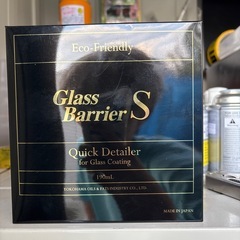 Eco-Friendly
Glass
Barrier S
Quick Detailer
for Glass Coating
190mL
YOKOHAMA OILS & FATS INDUSTRY CO., LTD.
MADE IN JAPAN